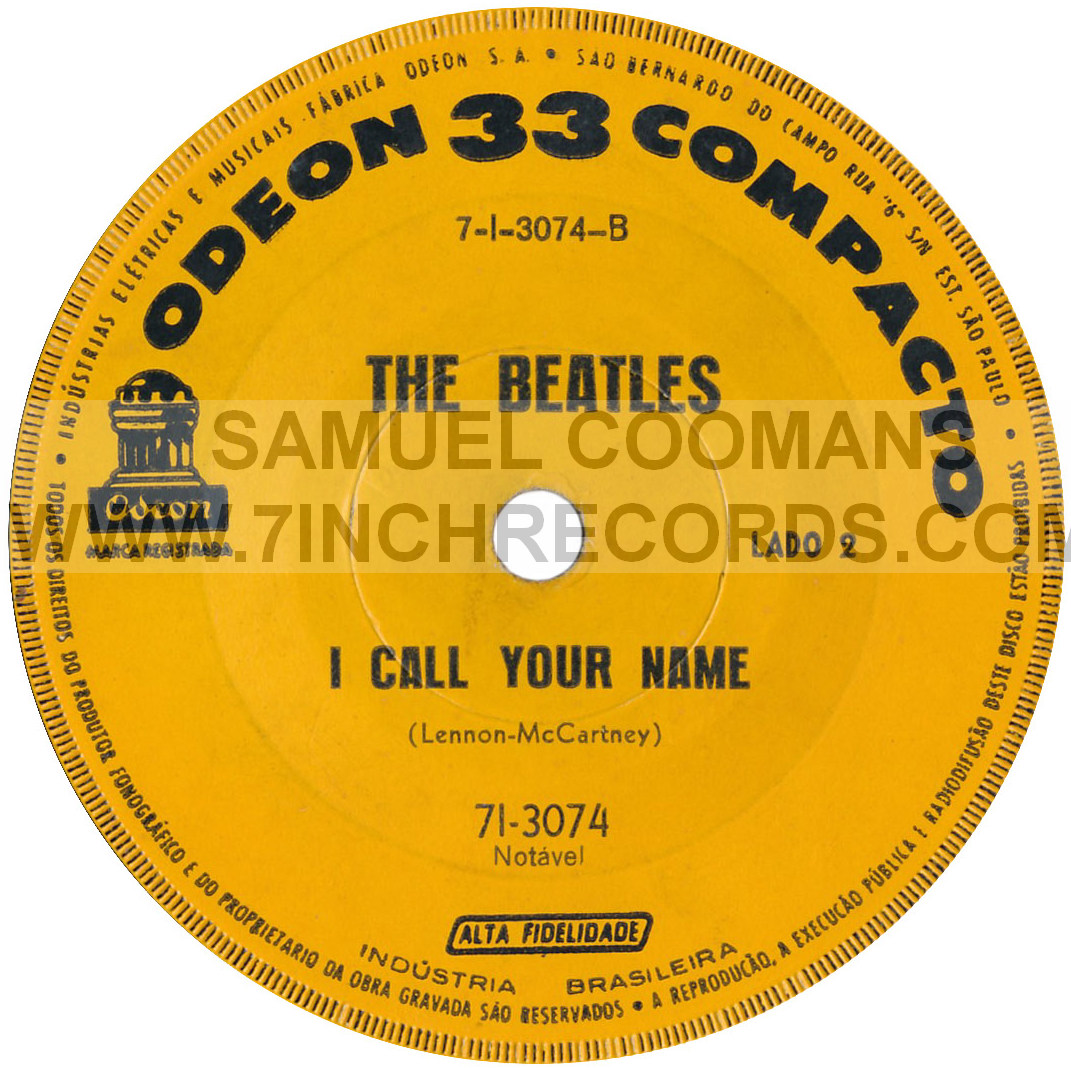 • INDÚSTRIAS ELÉTRICAS E MUSICAIS - FÁBRICA ODEON S. A. • SÃO BERNARDO DO CAMPO RUA "6" S/N EST. SÃO PAULO •
ODEON 33 COMPACTO
7-I-3074-B
THE BEATLES
SAMUEL COOMANS
Odeon
WWW.7INCHRECORDS.COM
MARCA REGISTRADA
LADO 2
I CALL YOUR NAME
(Lennon-McCartney)
7I-3074
Notável
ALTA FIDELIDADE
INDÚSTRIA BRASILEIRA
TODOS OS DIREITOS DO PRODUTOR FONOGRÁFICO E DO PROPRIETARIO DA OBRA GRAVADA SÃO RESERVADOS • A REPRODUÇÃO, A EXECUCÃO PÚBLICA E RADIODIFUSÃO DESTE DISCO ESTÃO PROIBIDAS